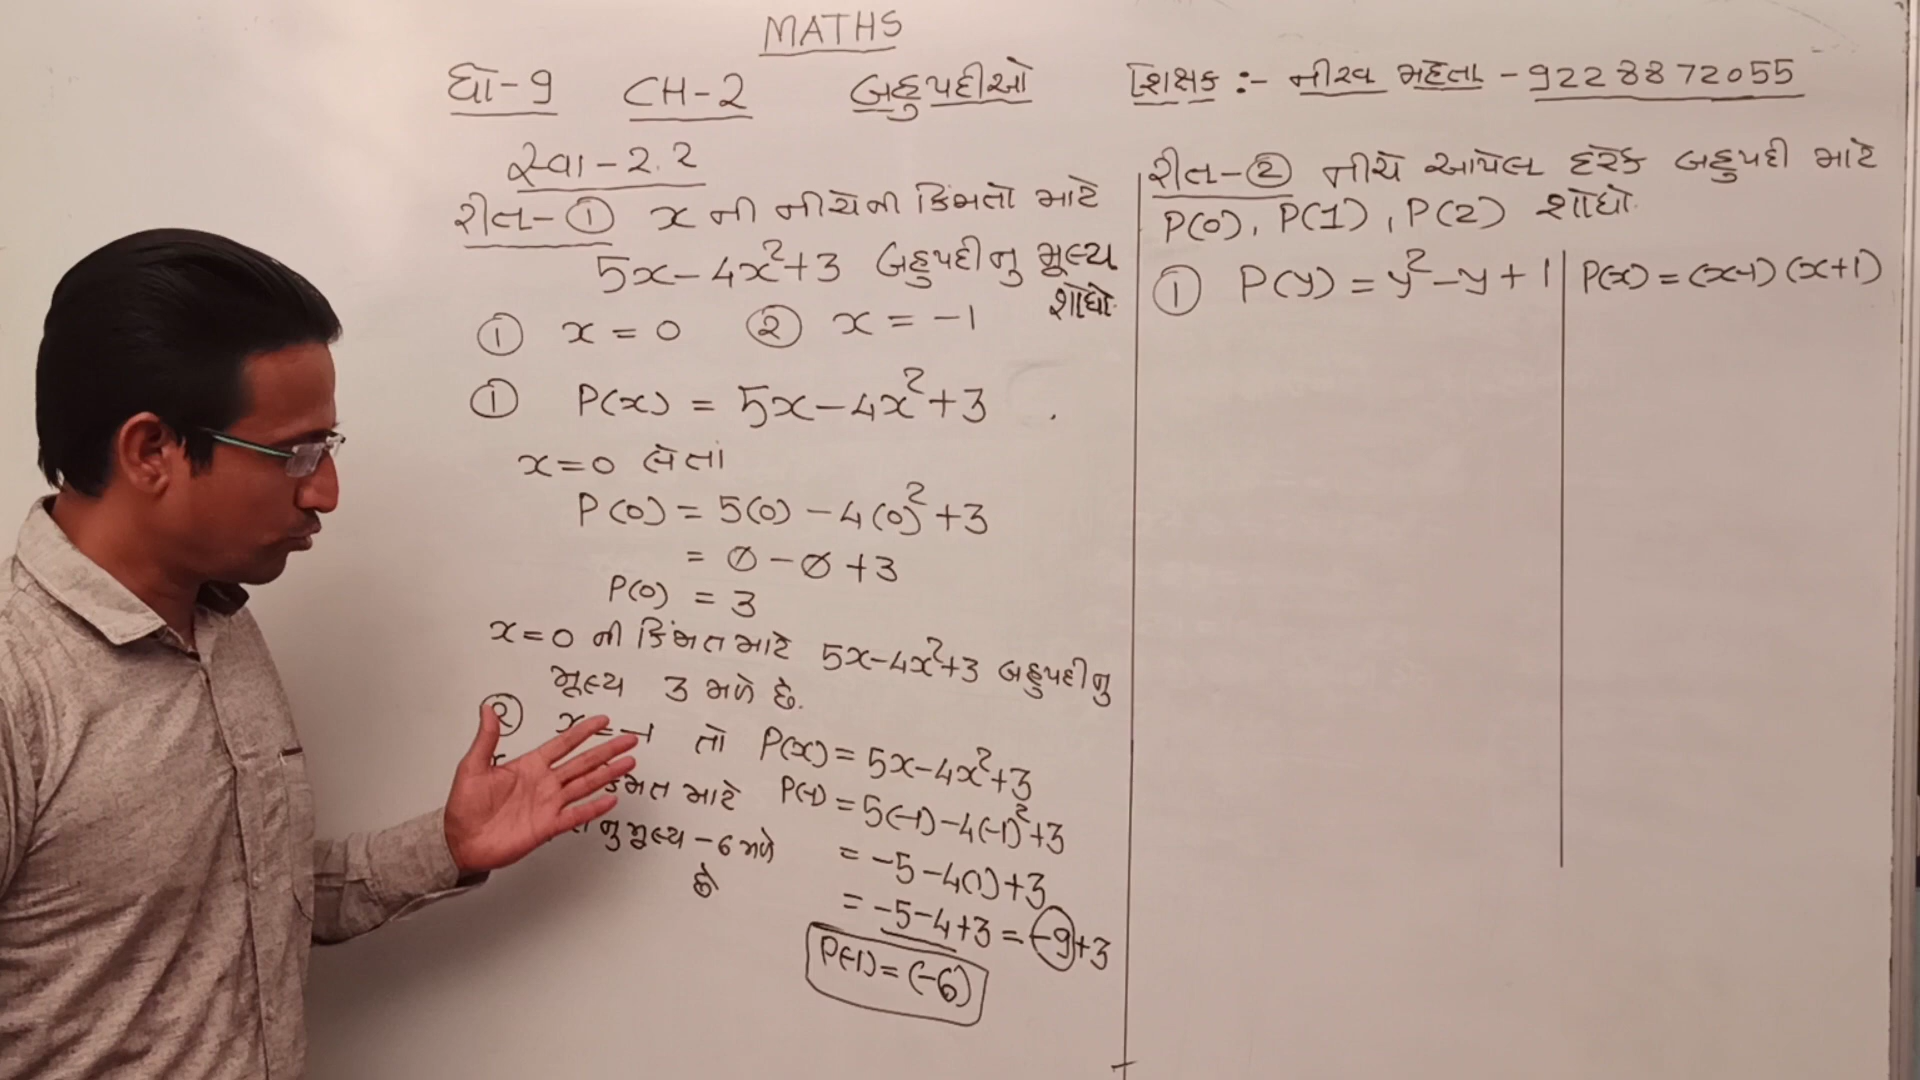 MATHS
ધો-9 CH-2 બહુપદીઓ શિક્ષક :- નીરવ મહેતા - 9228872055
સ્વા-2.2
રીત-① x ની નીચેની કિંમતો માટે
5x-4x²+3 બહુપદીનુ મૂલ્ય
શોધો.
① x = 0 ② x = -1
① P(x) = 5x-4x²+3
x=0 લેતાં
P(0) = 5(0) - 4(0)² + 3
= 0 - 0 + 3
P(0) = 3
x=0 ની કિંમત માટે 5x-4x²+3 બહુપદીનુ
મૂલ્ય 3 મળે છે.
② x = -1 તો P(x) = 5x-4x²+3
કિંમત માટે P(-1) = 5(-1)-4(-1)²+3
નુ મૂલ્ય -6 મળે
છે
= -5-4(1)+3
= -5-4+3 = -9+3
P(-1) = (-6)
રીત-② નીચે આપેલ દરેક બહુપદી માટે
P(0), P(1), P(2) શોધો.
① P(y) = y²-y+1 P(x) = (x-1)(x+1)